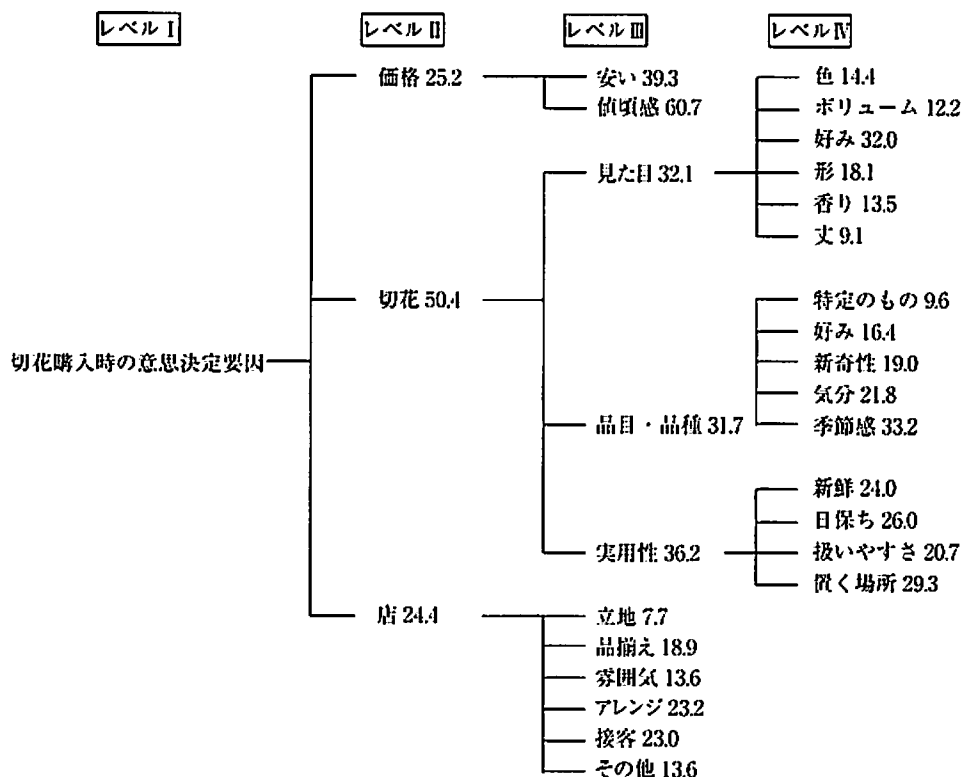 レベルⅠ レベルⅡ レベルⅢ レベルⅣ
価格 25.2 安い 39.3 色 14.4
値頃感 60.7 ボリューム 12.2
好み 32.0
見た目 32.1 形 18.1
香り 13.5
丈 9.1
切花 50.4 特定のもの 9.6
好み 16.4
切花購入時の意思決定要因 新奇性 19.0
気分 21.8
品目・品種 31.7 季節感 33.2
新鮮 24.0
日保ち 26.0
実用性 36.2 扱いやすさ 20.7
置く場所 29.3
店 24.4 立地 7.7
品揃え 18.9
雰囲気 13.6
アレンジ 23.2
接客 23.0
その他 13.6